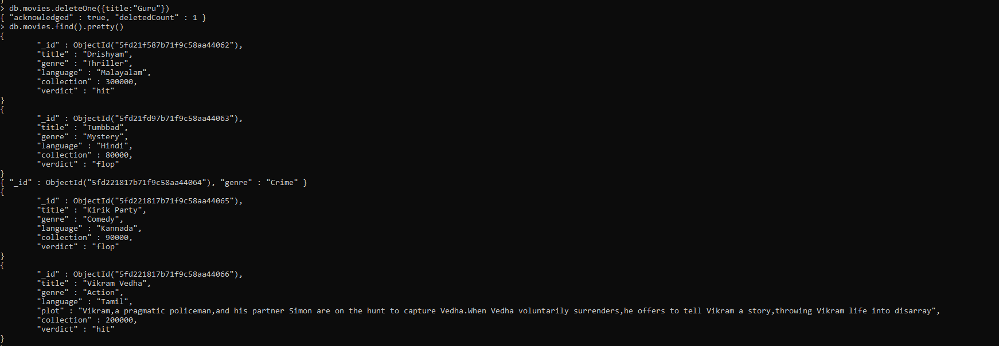 }
> db.movies.deleteOne({title:"Guru"})
{ "acknowledged" : true, "deletedCount" : 1 }
> db.movies.find().pretty()
{
        "_id" : ObjectId("5fd21f587b71f9c58aa44062"),
        "title" : "Drishyam",
        "genre" : "Thriller",
        "language" : "Malayalam",
        "collection" : 300000,
        "verdict" : "hit"
}
{
        "_id" : ObjectId("5fd21fd97b71f9c58aa44063"),
        "title" : "Tumbbad",
        "genre" : "Mystery",
        "language" : "Hindi",
        "collection" : 80000,
        "verdict" : "flop"
}
{ "_id" : ObjectId("5fd221817b71f9c58aa44064"), "genre" : "Crime" }
{
        "_id" : ObjectId("5fd221817b71f9c58aa44065"),
        "title" : "Kirik Party",
        "genre" : "Comedy",
        "language" : "Kannada",
        "collection" : 90000,
        "verdict" : "flop"
}
{
        "_id" : ObjectId("5fd221817b71f9c58aa44066"),
        "title" : "Vikram Vedha",
        "genre" : "Action",
        "language" : "Tamil",
        "plot" : "Vikram,a pragmatic policeman,and his partner Simon are on the hunt to capture Vedha.When Vedha voluntarily surrenders,he offers to tell Vikram a story,throwing Vikram life into disarray",
        "collection" : 200000,
        "verdict" : "hit"
}